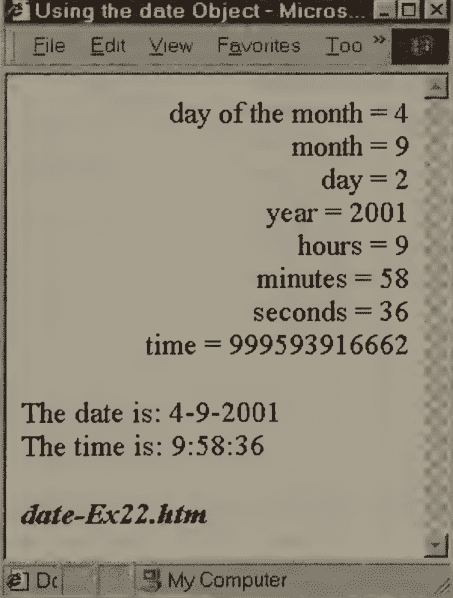 Using the date Object - Micros...
File Edit View Favorites Too »
day of the month = 4
month = 9
day = 2
year = 2001
hours = 9
minutes = 58
seconds = 36
time = 999593916662
The date is: 4-9-2001
The time is: 9:58:36
date-Ex22.htm
Do My Computer